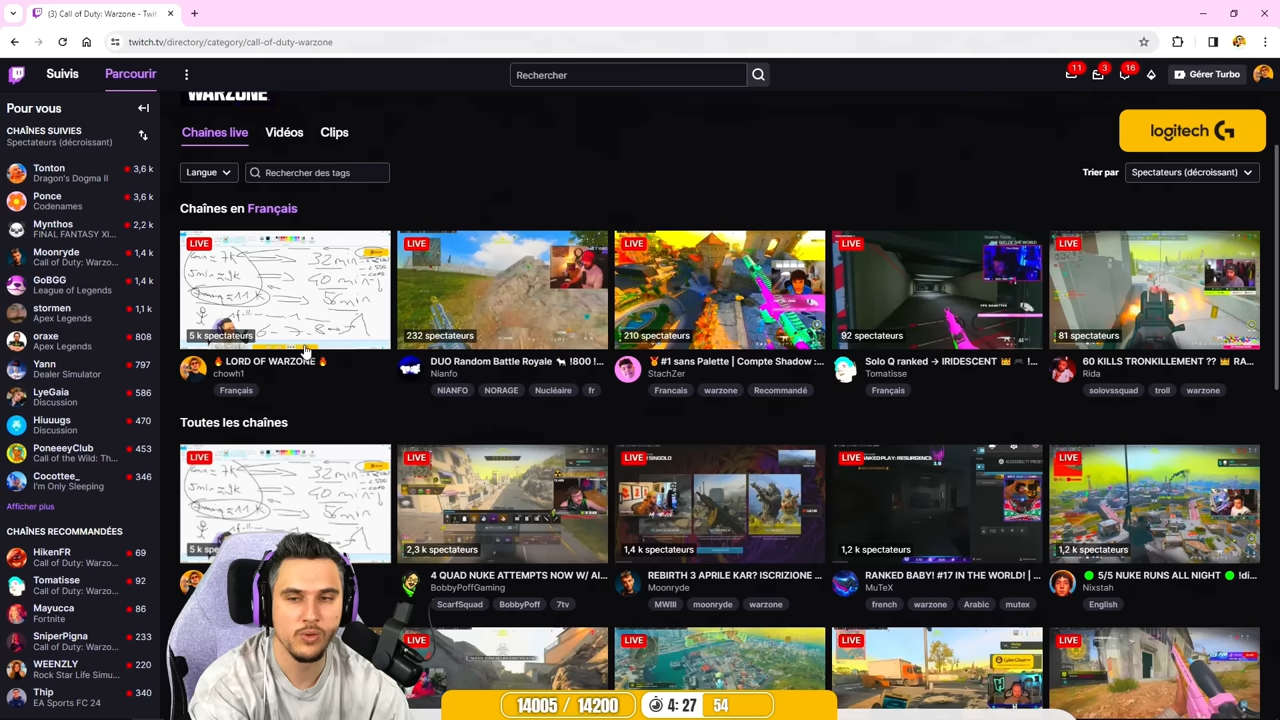 (3) Call of Duty: Warzone - Twit
twitch.tv/directory/category/call-of-duty-warzone
Suivis
Parcourir
Rechercher
11
3
16
Gérer Turbo
Pour vous
CHAÎNES SUIVIES
Spectateurs (décroissant)
Tonton
3,6 k
Dragon's Dogma II
Ponce
3,6 k
Codenames
Mynthos
2,2 k
FINAL FANTASY XI...
Moonryde
1,4 k
Call of Duty: Warzo...
GoBGG
1,4 k
League of Legends
stormen
1,1 k
Apex Legends
oraxe
808
Apex Legends
Yann
797
Dealer Simulator
LyeGaia
586
Discussion
Hiuuugs
470
Discussion
PoneeeyClub
453
Call of the Wild: Th...
Cocottee_
346
I'm Only Sleeping
Afficher plus
CHAÎNES RECOMMANDÉES
HikenFR
69
Call of Duty: Warzo...
Tomatisse
92
Call of Duty: Warzo...
Mayucca
86
Fortnite
SniperPigna
233
Call of Duty: Warzo...
WEENZLY
220
Rock Star Life Simu...
Thip
340
EA Sports FC 24
WARZONE
Chaînes live
Vidéos
Clips
logitech G
Langue
Rechercher des tags
Trier par
Spectateurs (décroissant)
Chaînes en Français
LIVE
5 k spectateurs
LORD OF WARZONE
chowh1
Français
LIVE
232 spectateurs
DUO Random Battle Royale !800 !...
Nianfo
NIANFO
NORAGE
Nucléaire
fr
LIVE
210 spectateurs
#1 sans Palette | Compte Shadow :...
StachZer
Francais
warzone
Recommandé
LIVE
92 spectateurs
Solo Q ranked → IRIDESCENT !...
Tomatisse
Français
LIVE
81 spectateurs
60 KILLS TRONKILLEMENT ?? RA...
Rida
solovssquad
troll
warzone
Toutes les chaînes
LIVE
5 k
LIVE
2,3 k spectateurs
4 QUAD NUKE ATTEMPTS NOW W/ AI...
BobbyPoffGaming
ScarfSquad
BobbyPoff
7tv
LIVE
1,4 k spectateurs
REBIRTH 3 APRILE KAR? ISCRIZIONE ...
Moonryde
MWIII
moonryde
warzone
LIVE
1,2 k spectateurs
RANKED BABY! #17 IN THE WORLD! | ...
MuTeX
french
warzone
Arabic
mutex
LIVE
1,2 k spectateurs
5/5 NUKE RUNS ALL NIGHT !di...
Nixstah
English
LIVE
LIVE
LIVE
LIVE
14005 / 14200
4:27
54